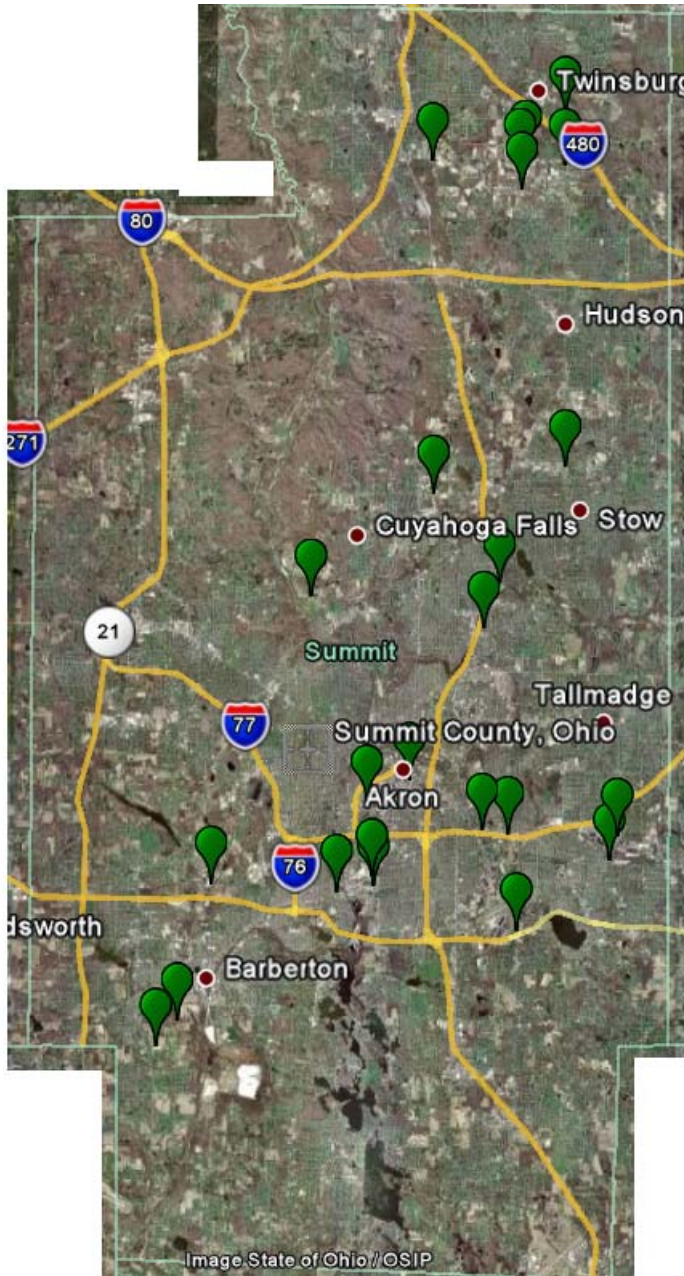 Twinsburg
480
80
Hudson
271
Cuyahoga Falls
Stow
21
Summit
Tallmadge
77
Summit County, Ohio
Akron
76
dsworth
Barberton
Image State of Ohio / OSIP